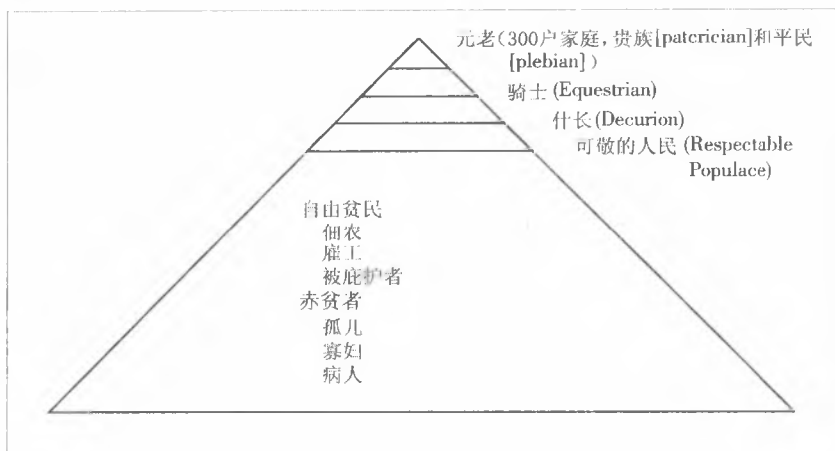 元老(300户家庭,贵族[patcrician]和平民
[plebian])
骑士(Equestrian)
什长(Decurion)
可敬的人民(Respectable
Populace)
自由贫民
佃农
雇工
被庇护者
赤贫者
孤儿
寡妇
病人